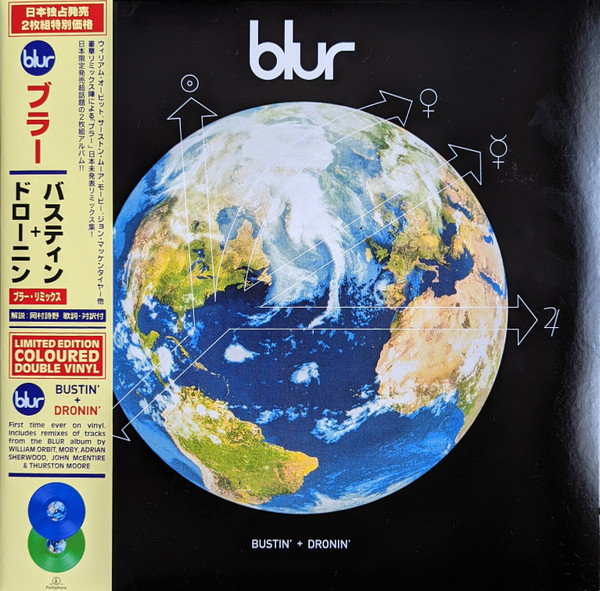 日本独占発売
2枚組特別価格
blur
ブラー
ウィリアム・オービット、サーストン・ムーア、モービー、ジョン・マッケンタイヤー他
豪華リミックス陣による、「ブラー」日本未発表リミックス集!
日本限定発売超話題の2枚組アルバム!!
バスティン
+
ドローニン
ブラー・リミックス
解説:岡村詩野 歌詞・対訳付
LIMITED EDITION
COLOURED
DOUBLE VINYL
blur
BUSTIN'
+
DRONIN'
First time ever on vinyl.
Includes remixes of tracks
from the BLUR album by
WILLIAM ORBIT, MOBY, ADRIAN
SHERWOOD, JOHN McENTIRE
& THURSTON MOORE
Parlophone
blur
BUSTIN' + DRONIN'